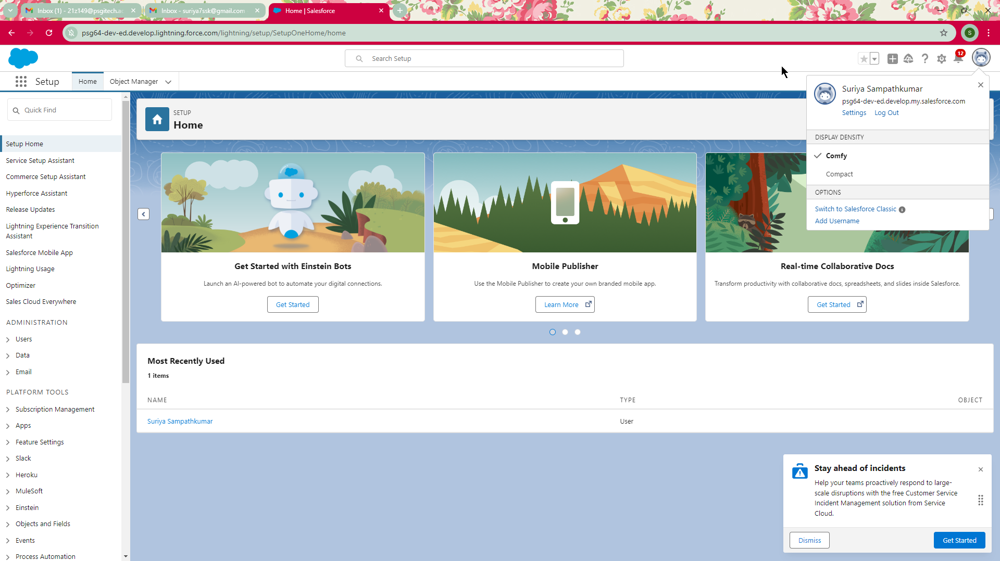 Inbox (1) - 21z149@psgitech.ac
Inbox - suriya7ssk@gmail.com
Home | Salesforce
psg64-dev-ed.develop.lightning.force.com/lightning/setup/SetupOneHome/home
S
Search Setup
12
Setup
Home
Object Manager
Quick Find
Setup Home
Service Setup Assistant
Commerce Setup Assistant
Hyperforce Assistant
Release Updates
Lightning Experience Transition
Assistant
Salesforce Mobile App
Lightning Usage
Optimizer
Sales Cloud Everywhere
ADMINISTRATION
Users
Data
Email
PLATFORM TOOLS
Subscription Management
Apps
Feature Settings
Slack
Heroku
MuleSoft
Einstein
Objects and Fields
Events
Process Automation
SETUP
Home
Suriya Sampathkumar
psg64-dev-ed.develop.my.salesforce.com
Settings Log Out
DISPLAY DENSITY
Comfy
Compact
OPTIONS
Switch to Salesforce Classic
Add Username
Get Started with Einstein Bots
Launch an AI-powered bot to automate your digital connections.
Get Started
Mobile Publisher
Use the Mobile Publisher to create your own branded mobile app.
Learn More
Real-time Collaborative Docs
Transform productivity with collaborative docs, spreadsheets, and slides inside Salesforce.
Get Started
Most Recently Used
1 items
NAME TYPE OBJECT
Suriya Sampathkumar User
Stay ahead of incidents
Help your teams proactively respond to large-
scale disruptions with the free Customer Service
Incident Management solution from Service
Cloud.
Dismiss
Get Started